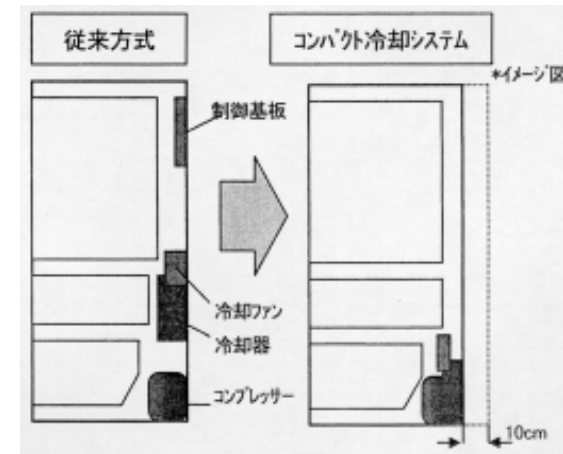 従来方式
コンパクト冷却システム
*イメージ図
制御基板
冷却ファン
冷却器
コンプレッサー
10cm